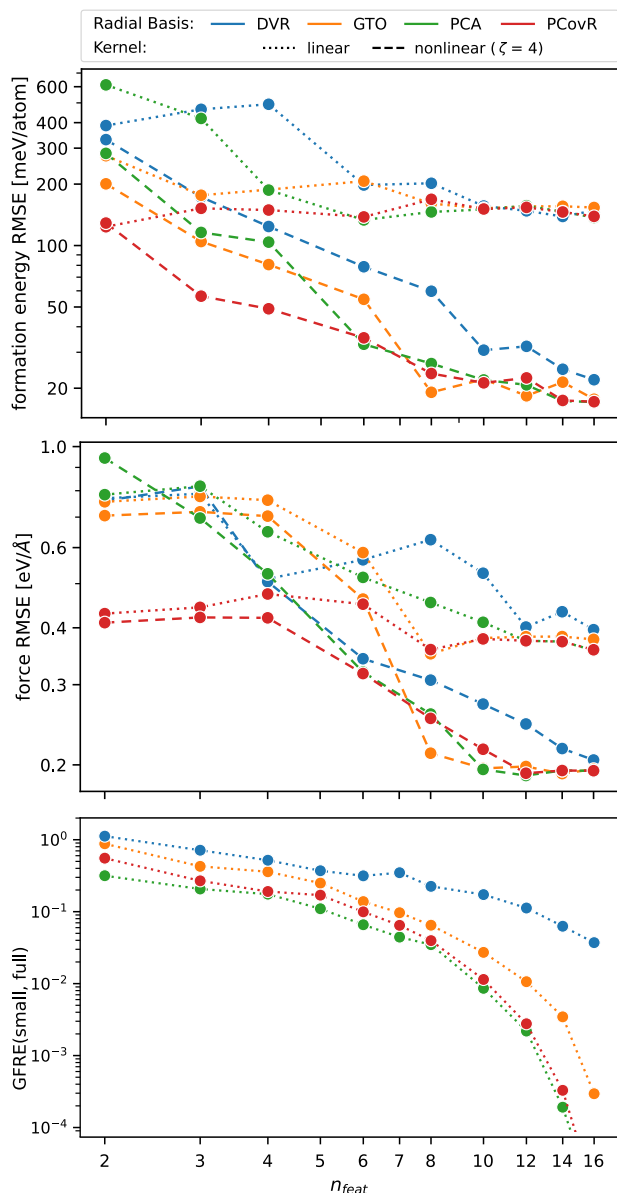 Radial Basis: DVR GTO PCA PCovR
Kernel: linear nonlinear (ζ = 4)
formation energy RMSE [meV/atom]
600
400
300
200
100
50
20
force RMSE [eV/Å]
1.0
0.6
0.4
0.3
0.2
GFRE(small, full)
10⁰
10⁻¹
10⁻²
10⁻³
10⁻⁴
2 3 4 5 6 7 8 10 12 14 16
n_feat